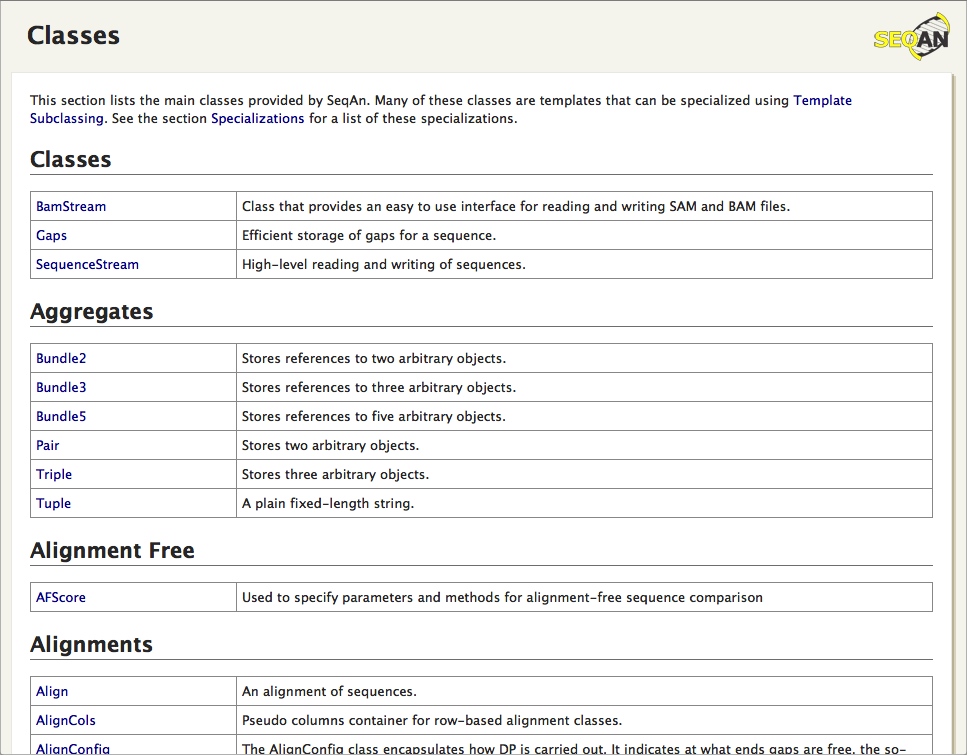 Classes
SEQAN
This section lists the main classes provided by SeqAn. Many of these classes are templates that can be specialized using Template
Subclassing. See the section Specializations for a list of these specializations.
Classes
BamStream Class that provides an easy to use interface for reading and writing SAM and BAM files.
Gaps Efficient storage of gaps for a sequence.
SequenceStream High-level reading and writing of sequences.
Aggregates
Bundle2 Stores references to two arbitrary objects.
Bundle3 Stores references to three arbitrary objects.
Bundle5 Stores references to five arbitrary objects.
Pair Stores two arbitrary objects.
Triple Stores three arbitrary objects.
Tuple A plain fixed-length string.
Alignment Free
AFScore Used to specify parameters and methods for alignment-free sequence comparison
Alignments
Align An alignment of sequences.
AlignCols Pseudo columns container for row-based alignment classes.
AlignConfig The AlignConfig class encapsulates how DP is carried out. It indicates at what ends gaps are free, the so-